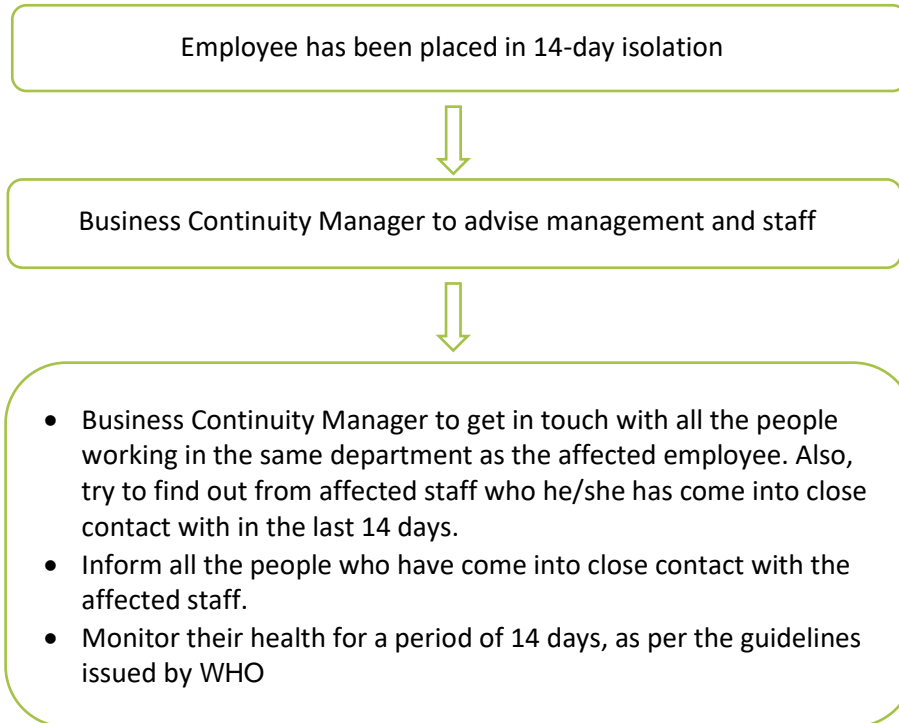 Employee has been placed in 14-day isolation
Business Continuity Manager to advise management and staff
• Business Continuity Manager to get in touch with all the people
working in the same department as the affected employee. Also,
try to find out from affected staff who he/she has come into close
contact with in the last 14 days.
• Inform all the people who have come into close contact with the
affected staff.
• Monitor their health for a period of 14 days, as per the guidelines
issued by WHO